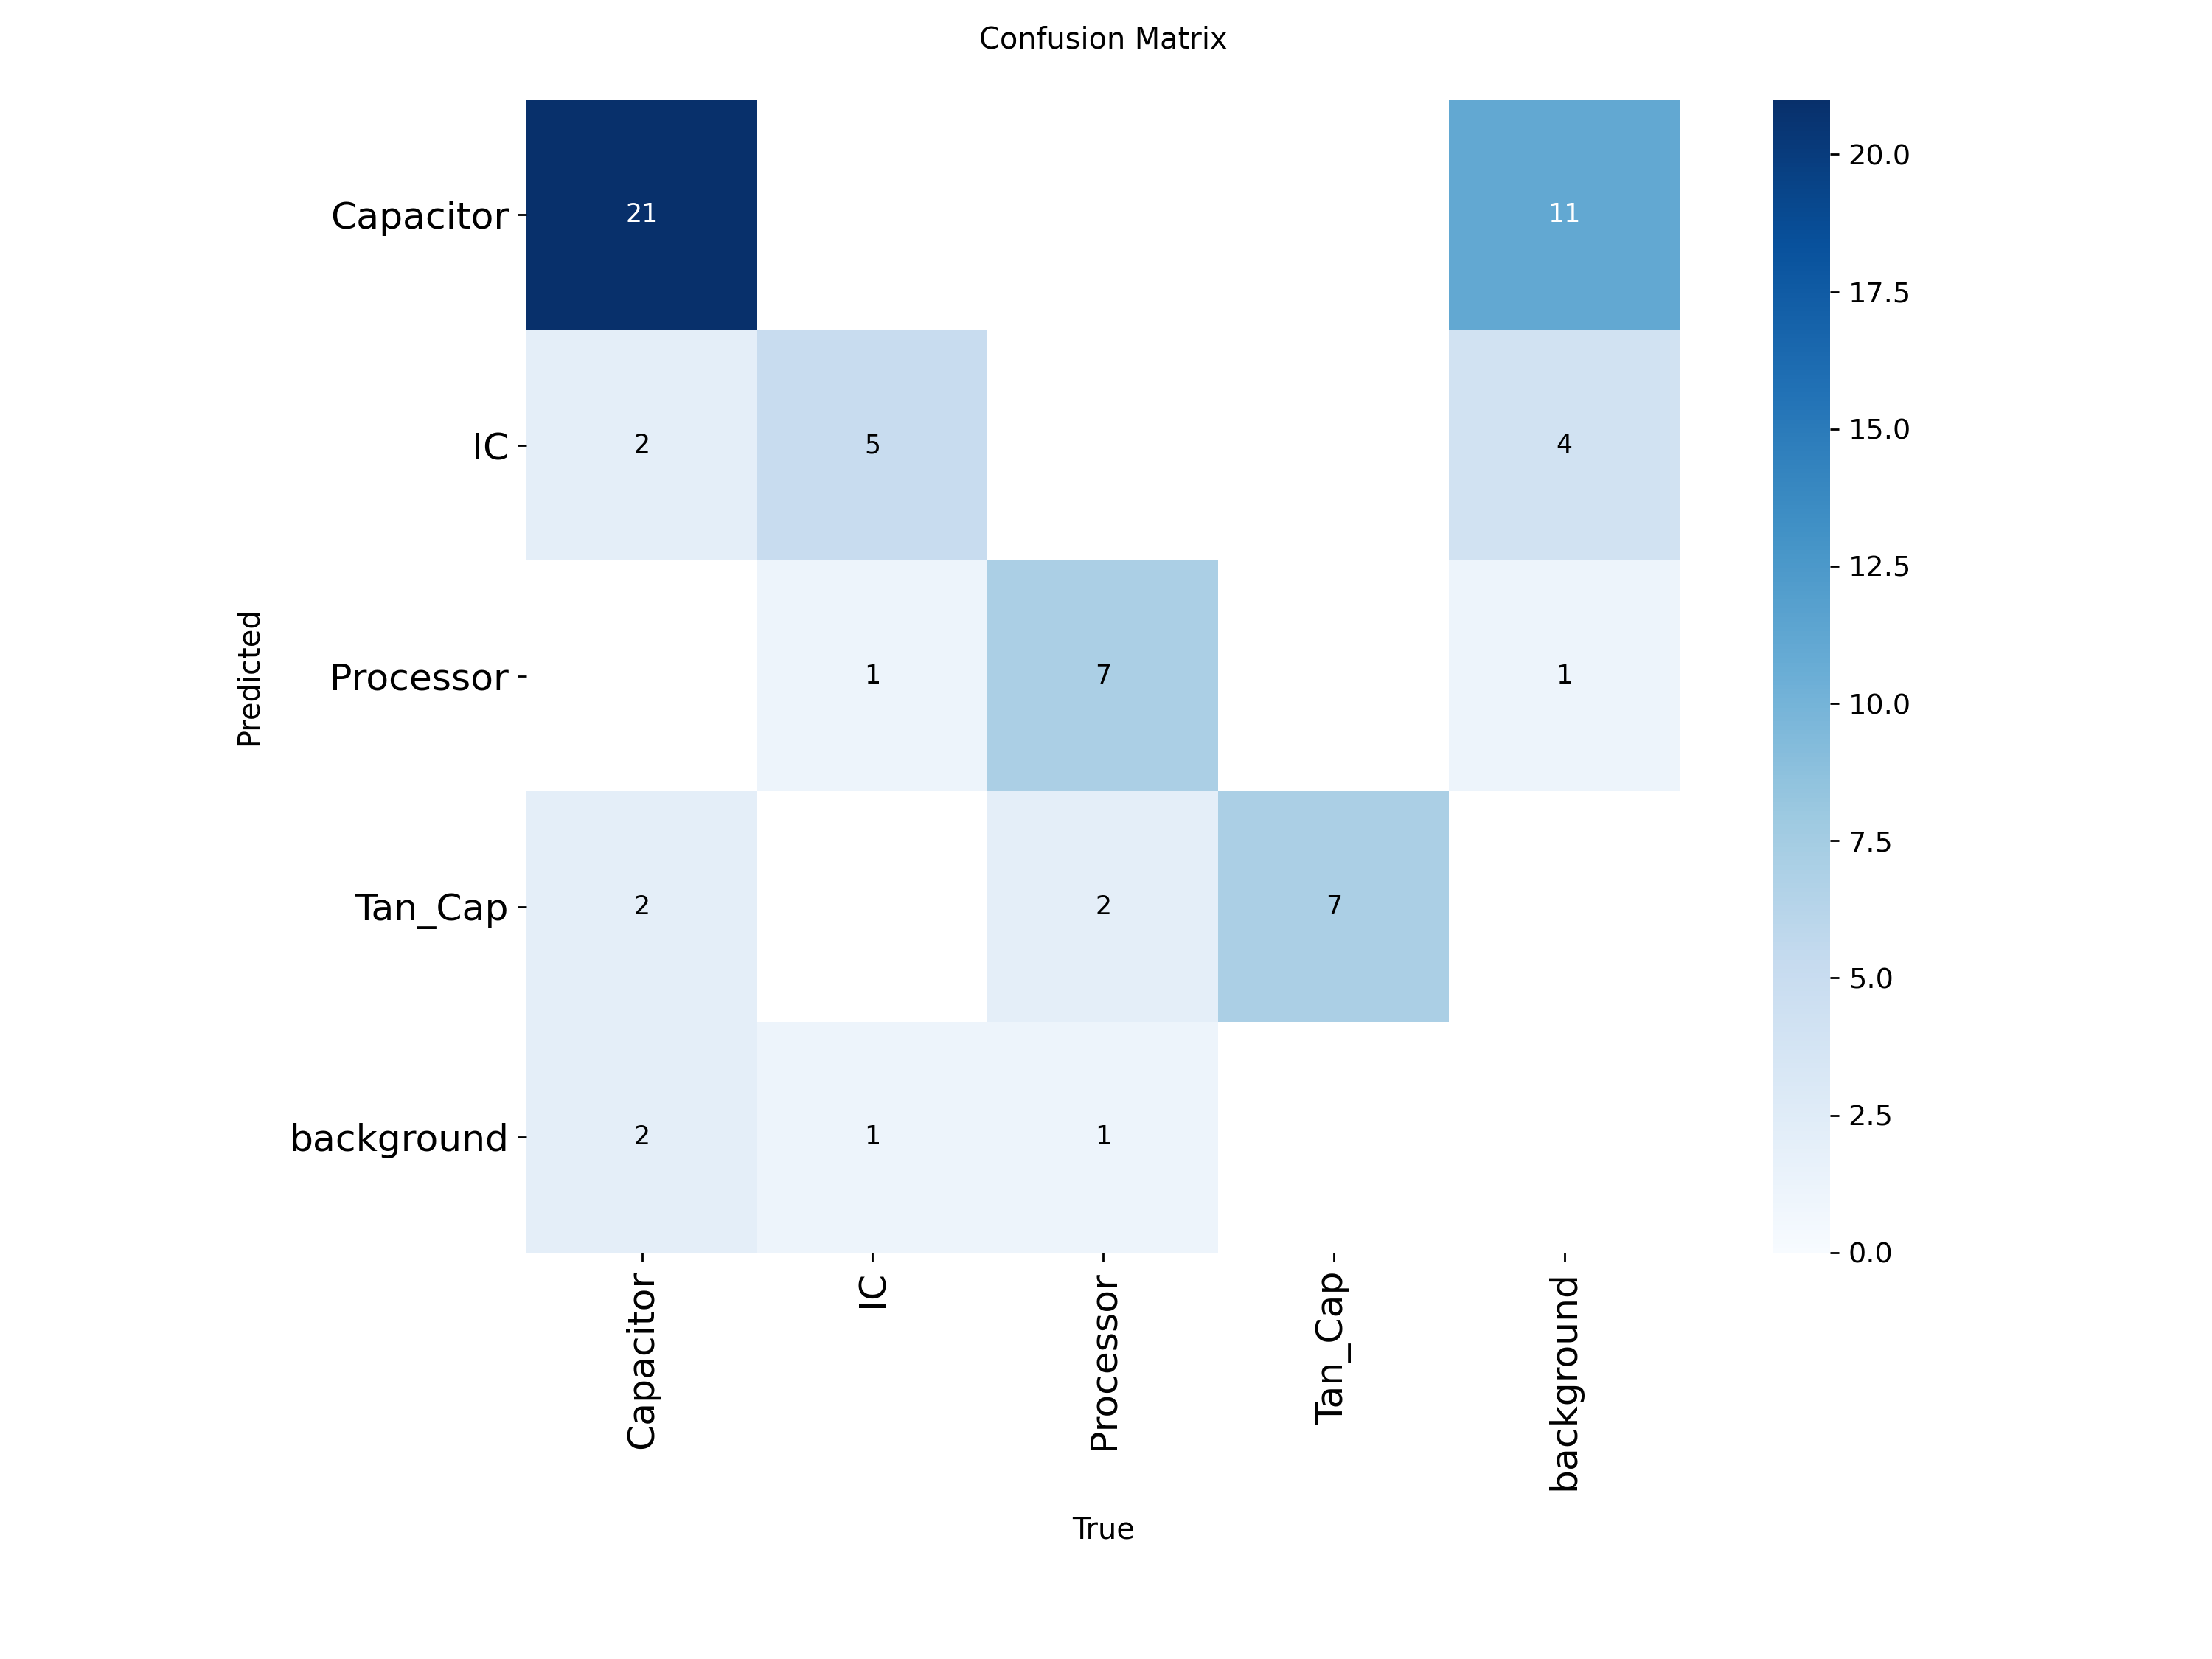 Confusion Matrix
Capacitor
21
11
20.0
17.5
IC
2
5
4
15.0
12.5
Predicted
Processor
1
7
1
10.0
7.5
Tan_Cap
2
2
7
5.0
background
2
1
1
2.5
0.0
Capacitor
IC
Processor
Tan_Cap
background
True